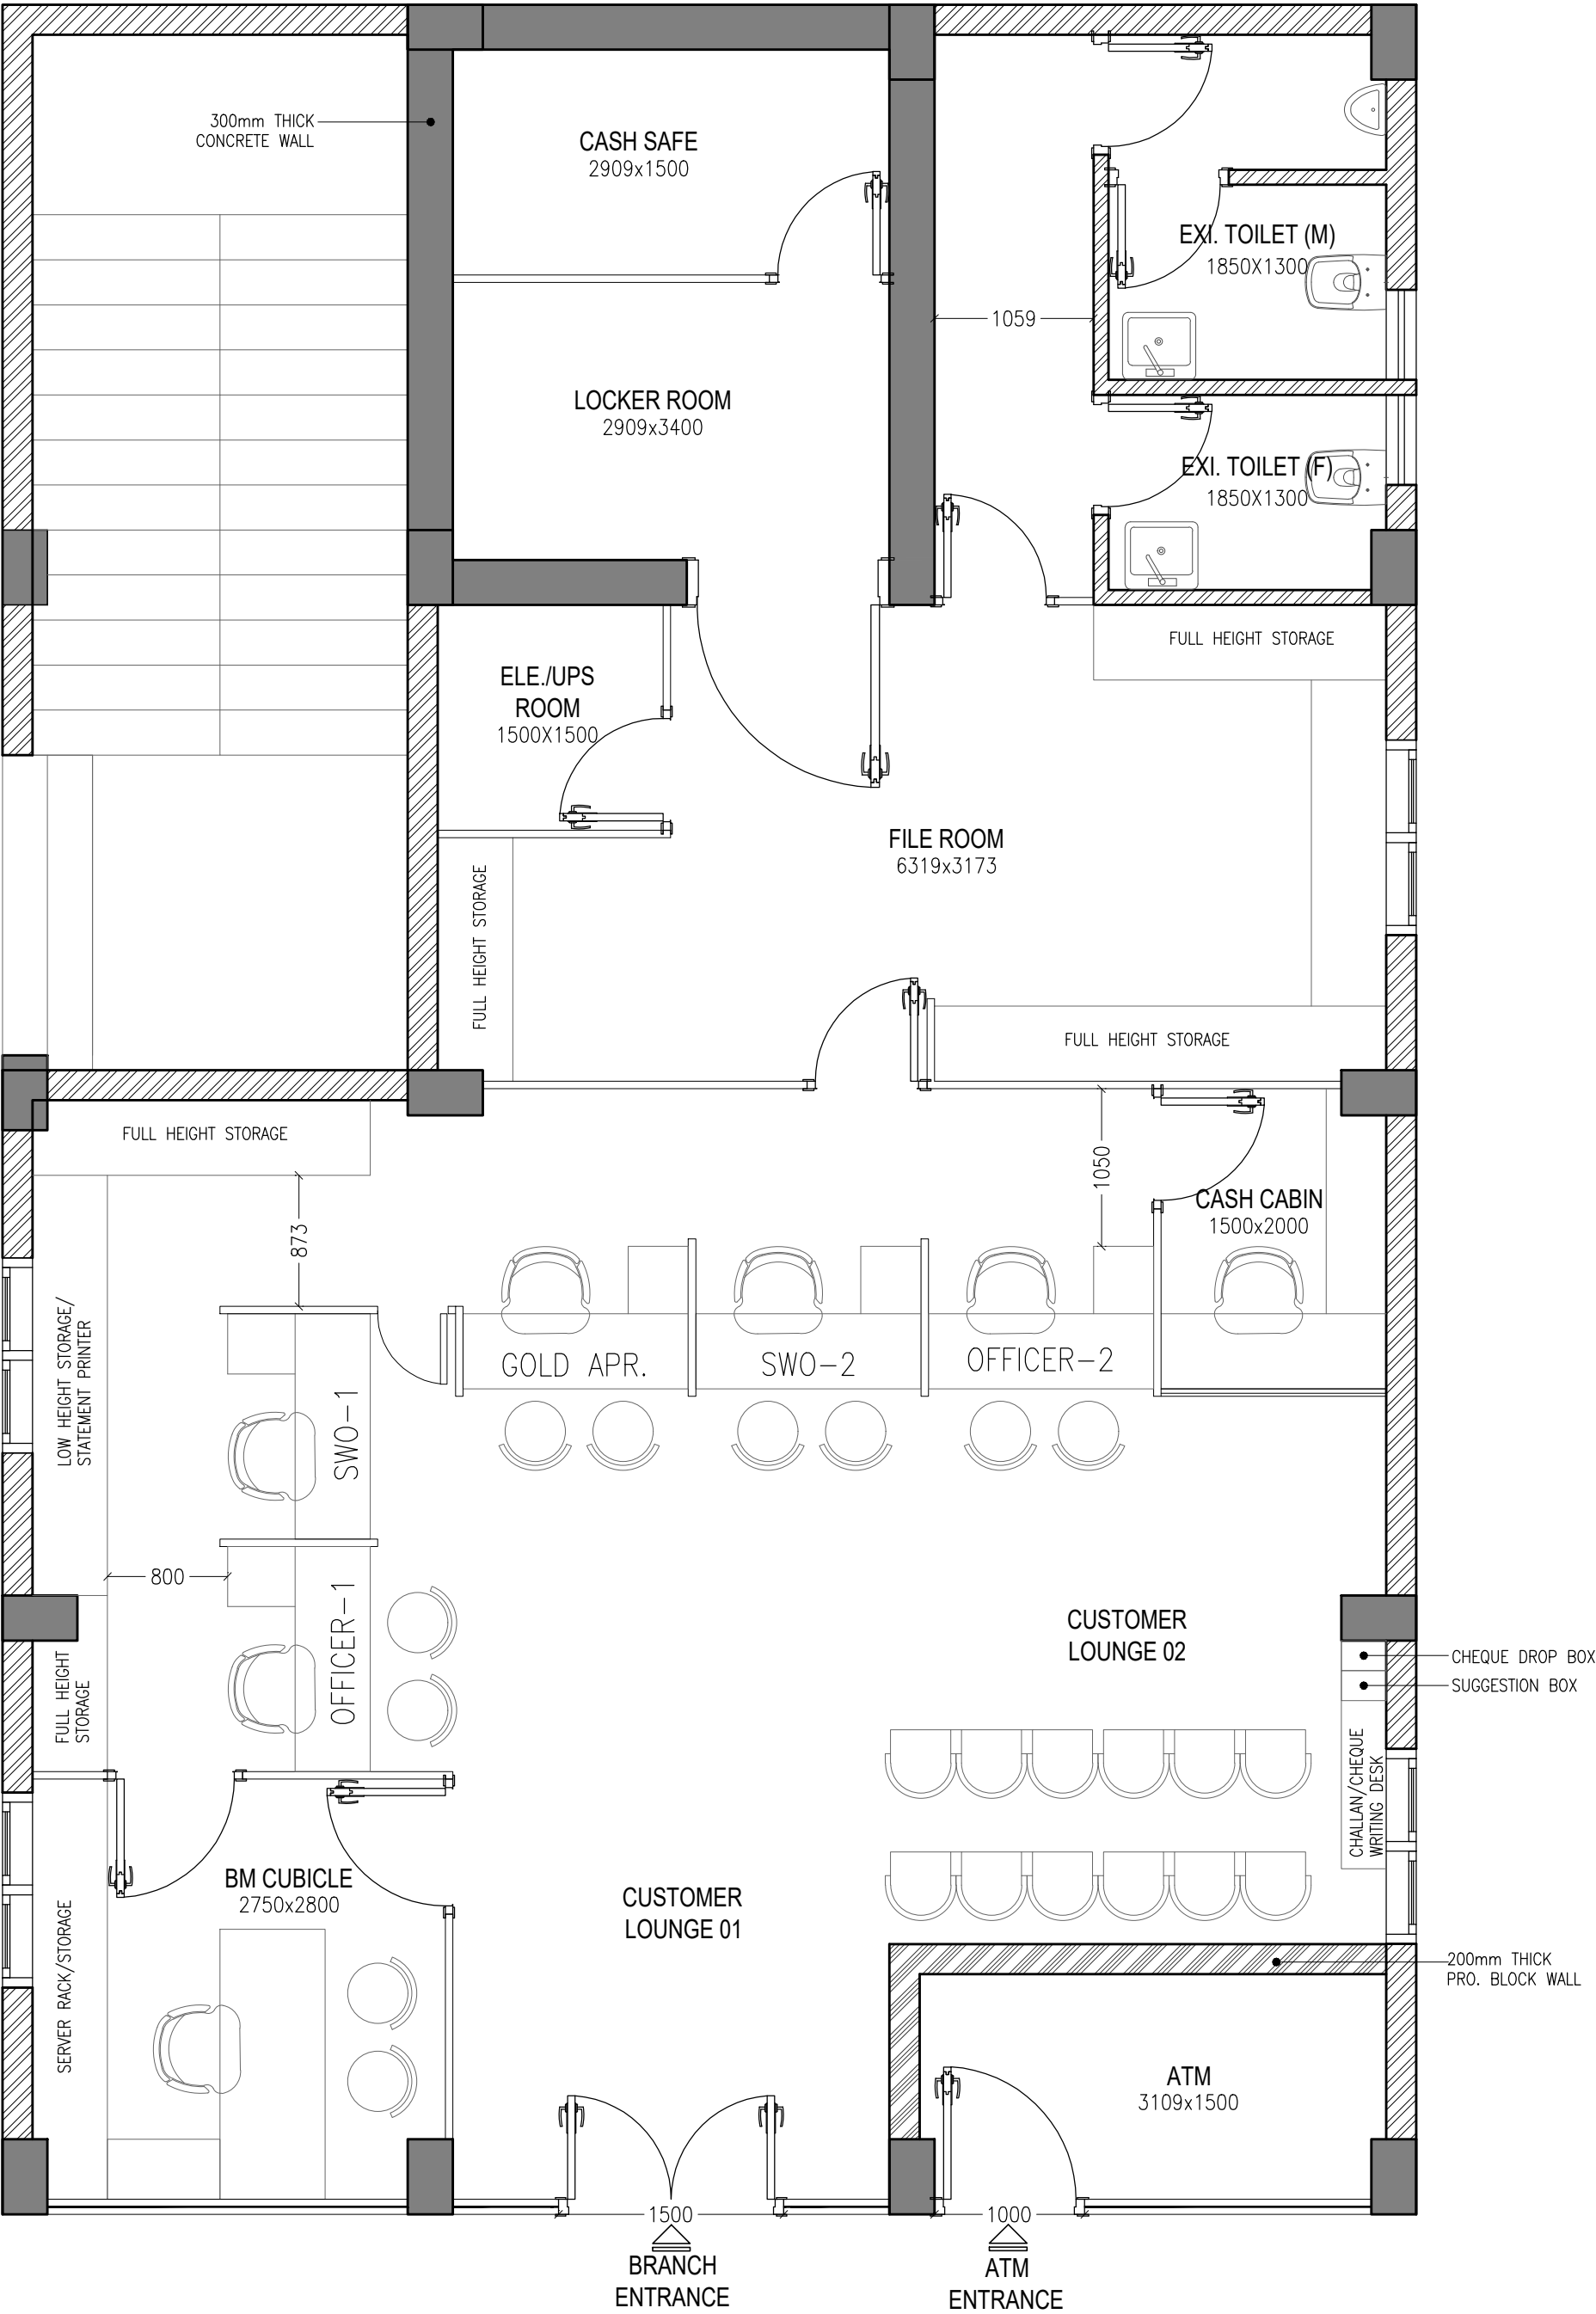 300mm THICK
CONCRETE WALL
CASH SAFE
2909x1500
EXI. TOILET (M)
1850X1300
1059
LOCKER ROOM
2909x3400
EXI. TOILET (F)
1850X1300
FULL HEIGHT STORAGE
ELE./UPS
ROOM
1500X1500
FILE ROOM
6319x3173
FULL HEIGHT STORAGE
FULL HEIGHT STORAGE
FULL HEIGHT STORAGE
1050
CASH CABIN
1500x2000
873
LOW HEIGHT STORAGE/
STATEMENT PRINTER
GOLD APR.
SWO-2
OFFICER-2
SWO-1
800
OFFICER-1
CUSTOMER
LOUNGE 02
CHEQUE DROP BOX
SUGGESTION BOX
FULL HEIGHT
STORAGE
CHALLAN/CHEQUE
WRITING DESK
BM CUBICLE
2750x2800
CUSTOMER
LOUNGE 01
SERVER RACK/STORAGE
200mm THICK
PRO. BLOCK WALL
ATM
3109x1500
1500
1000
BRANCH
ENTRANCE
ATM
ENTRANCE